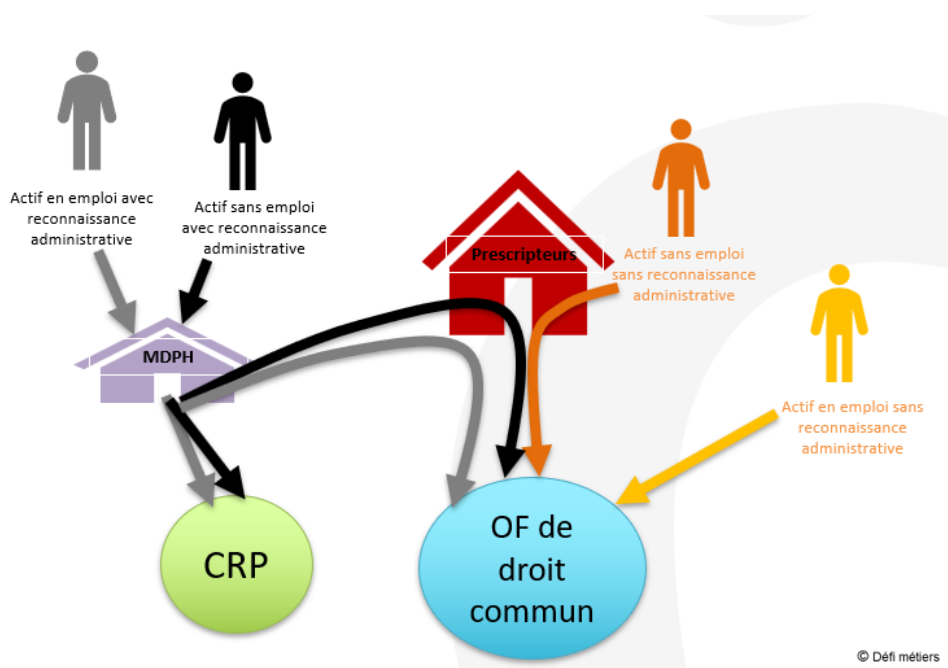 Actif en emploi avec
reconnaissance
administrative
Actif sans emploi
avec reconnaissance
administrative
Prescripteurs
Actif sans emploi
sans reconnaissance
administrative
MDPH
Actif en emploi sans
reconnaissance
administrative
CRP
OF de
droit
commun
© Défi métiers